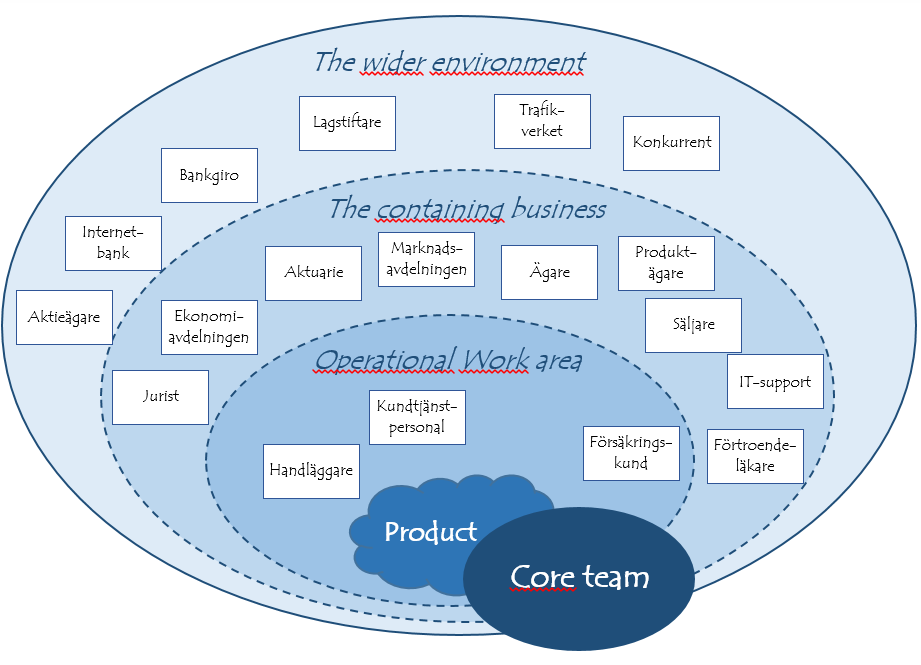 The wider environment
Lagstiftare
Trafik-
verket
Konkurrent
Bankgiro
Internet-
bank
Aktieägare
The containing business
Aktuarie
Marknads-
avdelningen
Ägare
Produkt-
ägare
Ekonomi-
avdelningen
Säljare
Jurist
IT-support
Förtroende-
läkare
Operational Work area
Kundtjänst-
personal
Handläggare
Försäkrings-
kund
Product
Core team